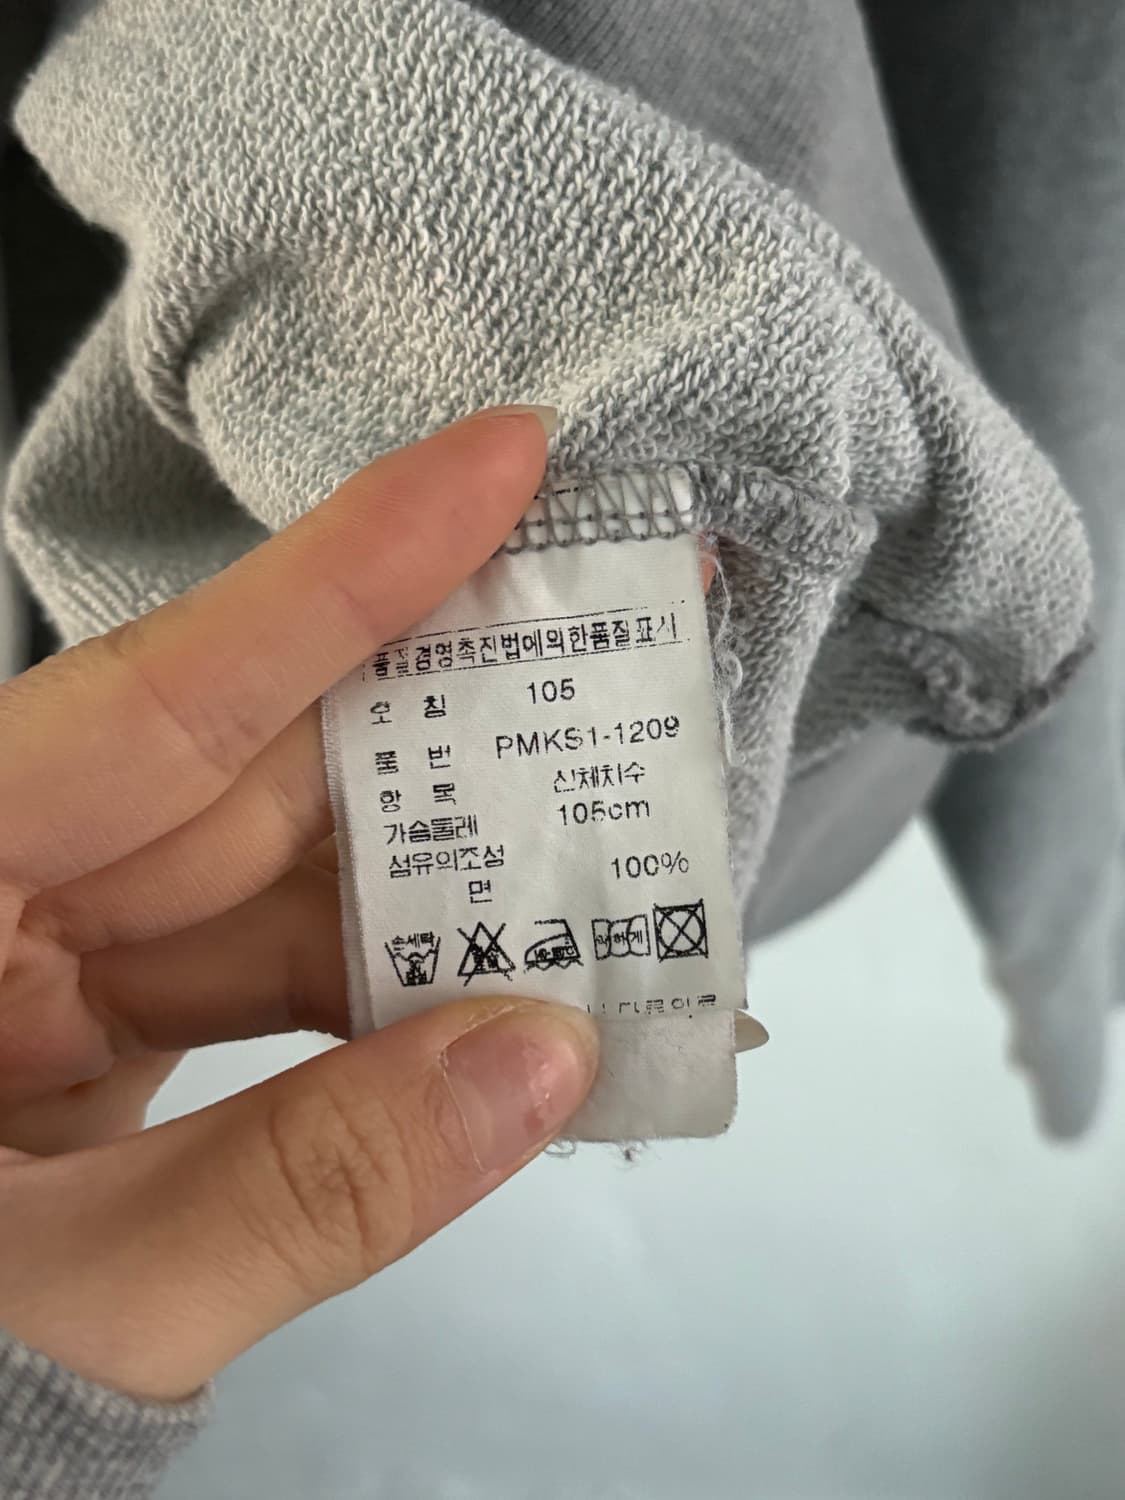 품질경영촉진법에의한품질표시
호 칭 105
품 번 PMKS1-1209
항 목 신체치수
가슴둘레 105cm
섬유의조성
면 100%
손세탁
약하게